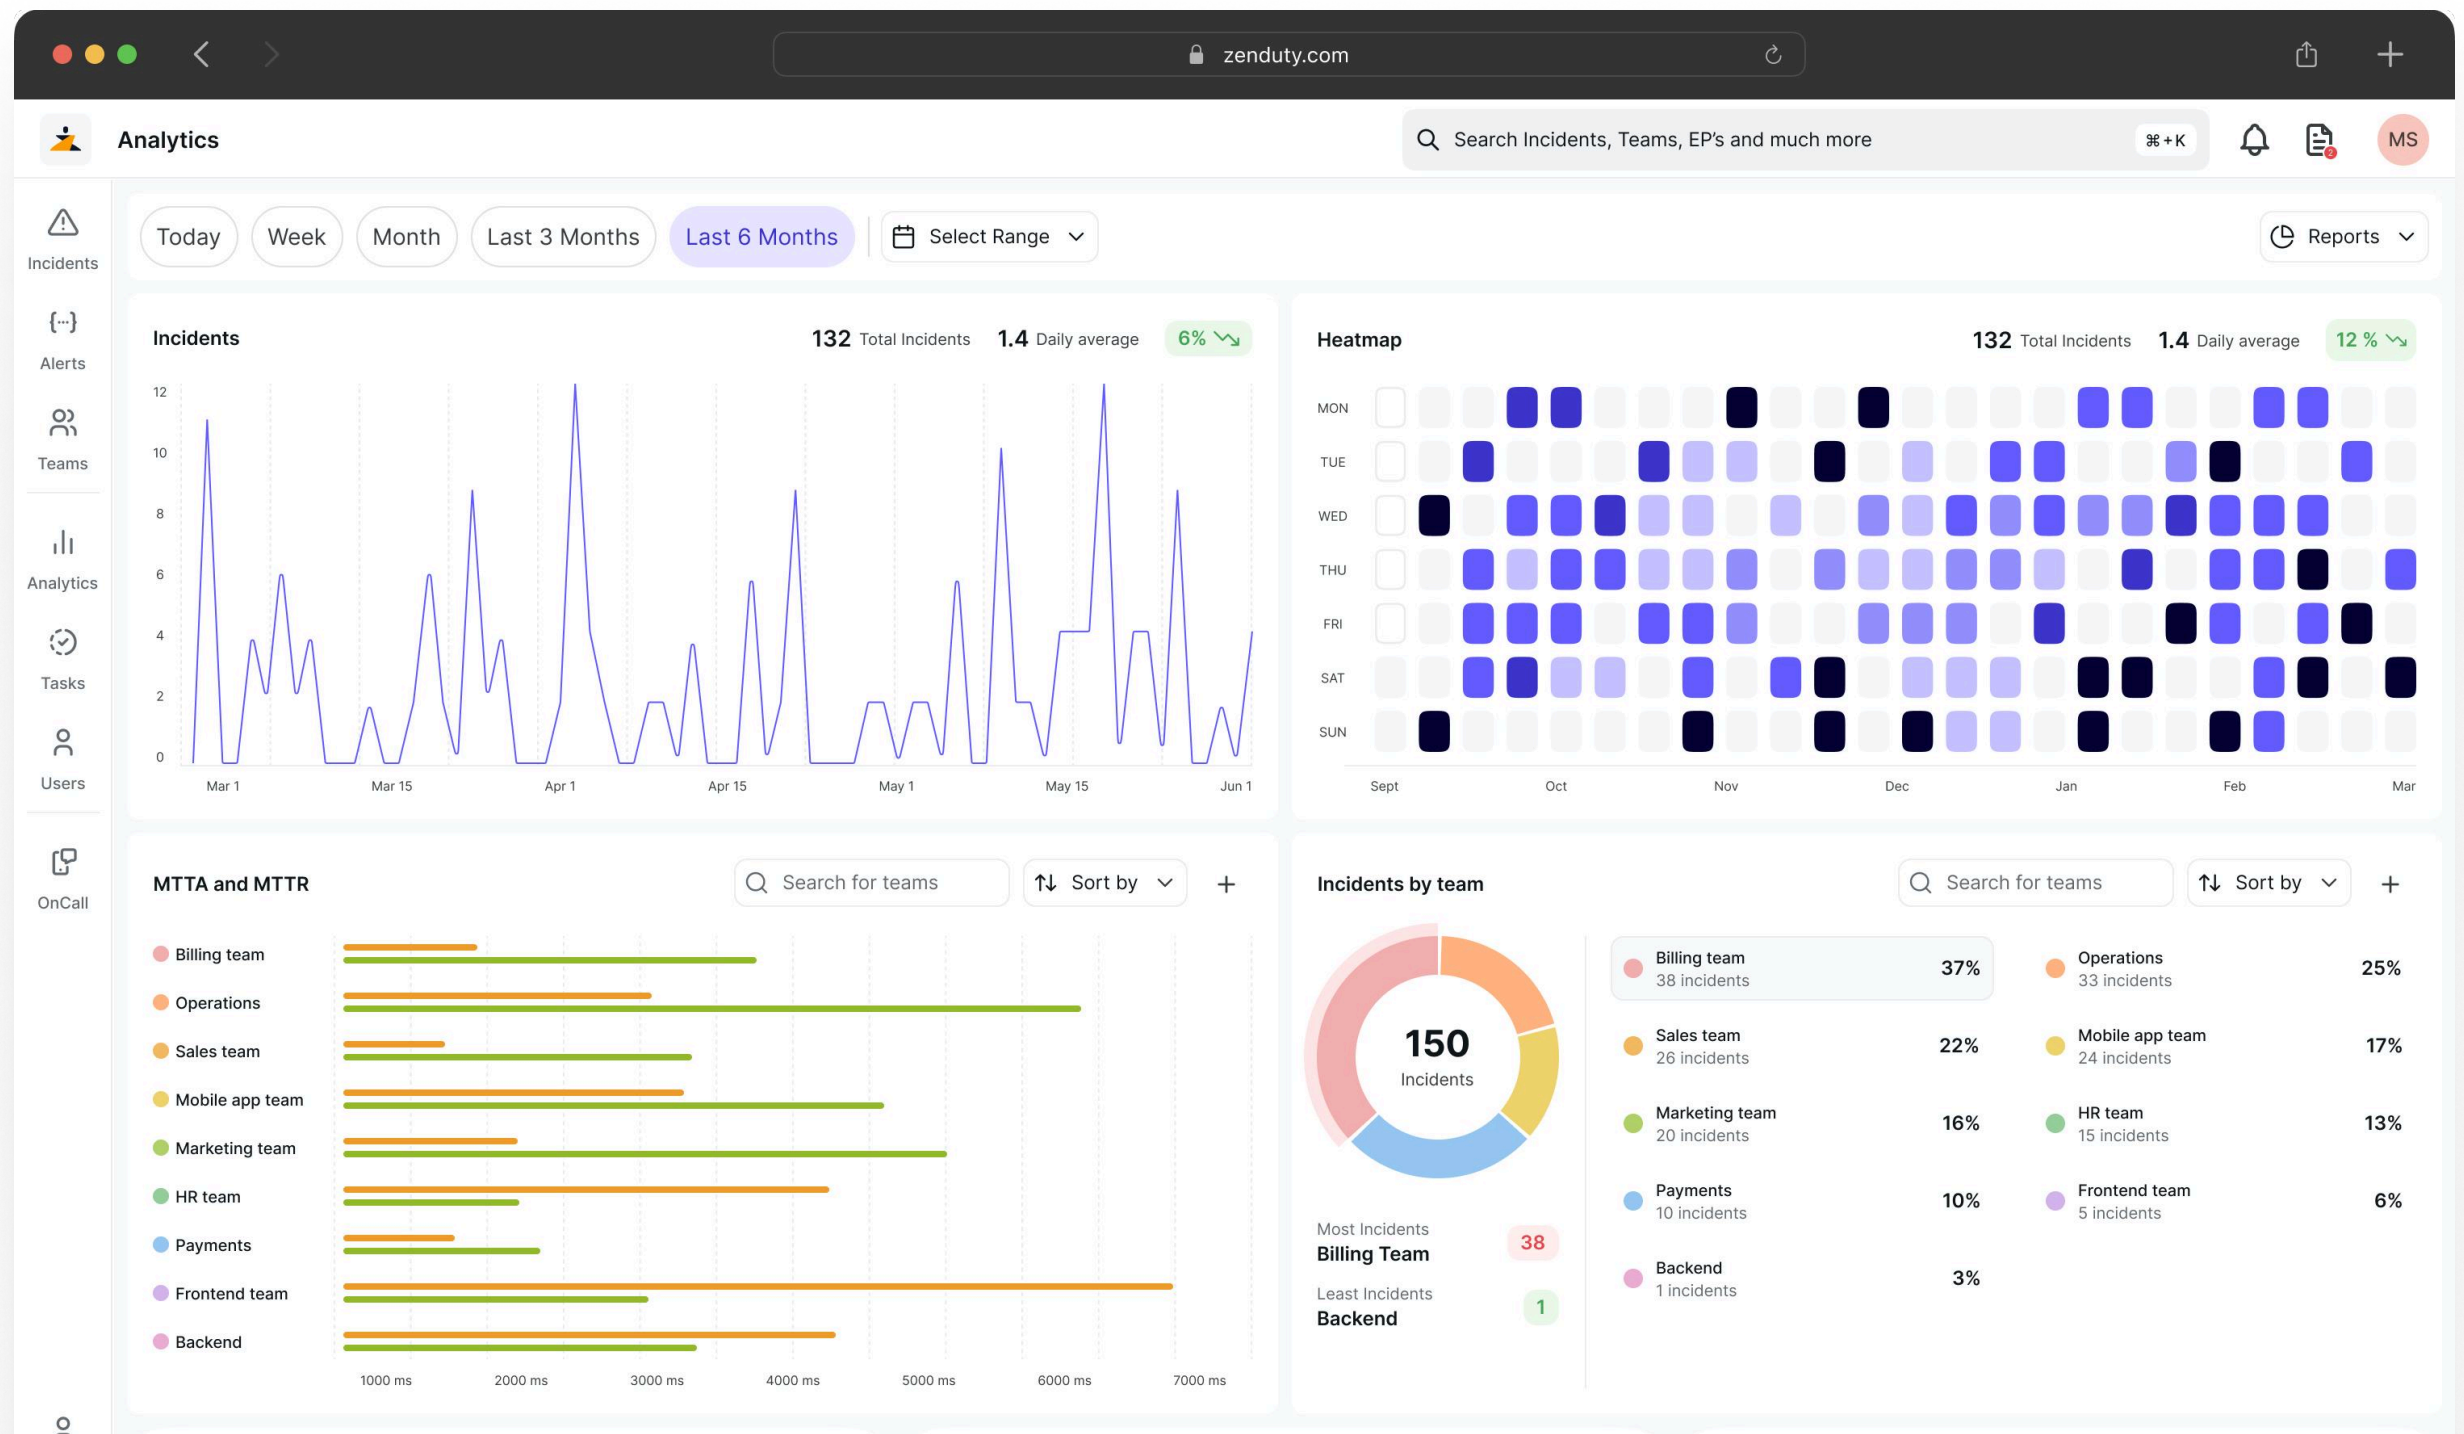 zenduty.com
Analytics
Search Incidents, Teams, EP’s and much more
⌘+K
2
MS
Incidents
Alerts
Teams
Analytics
Tasks
Users
OnCall
Today
Week
Month
Last 3 Months
Last 6 Months
Select Range
Reports
Incidents
132 Total Incidents
1.4 Daily average
6%
12
10
8
6
4
2
0
Mar 1
Mar 15
Apr 1
Apr 15
May 1
May 15
Jun 1
Heatmap
132 Total Incidents
1.4 Daily average
12 %
MON
TUE
WED
THU
FRI
SAT
SUN
Sept
Oct
Nov
Dec
Jan
Feb
Mar
MTTA and MTTR
Search for teams
Sort by
Billing team
Operations
Sales team
Mobile app team
Marketing team
HR team
Payments
Frontend team
Backend
1000 ms
2000 ms
3000 ms
4000 ms
5000 ms
6000 ms
7000 ms
Incidents by team
Search for teams
Sort by
150
Incidents
Most Incidents
Billing Team
38
Least Incidents
Backend
1
Billing team
38 incidents
37%
Operations
33 incidents
25%
Sales team
26 incidents
22%
Mobile app team
24 incidents
17%
Marketing team
20 incidents
16%
HR team
15 incidents
13%
Payments
10 incidents
10%
Frontend team
5 incidents
6%
Backend
1 incidents
3%